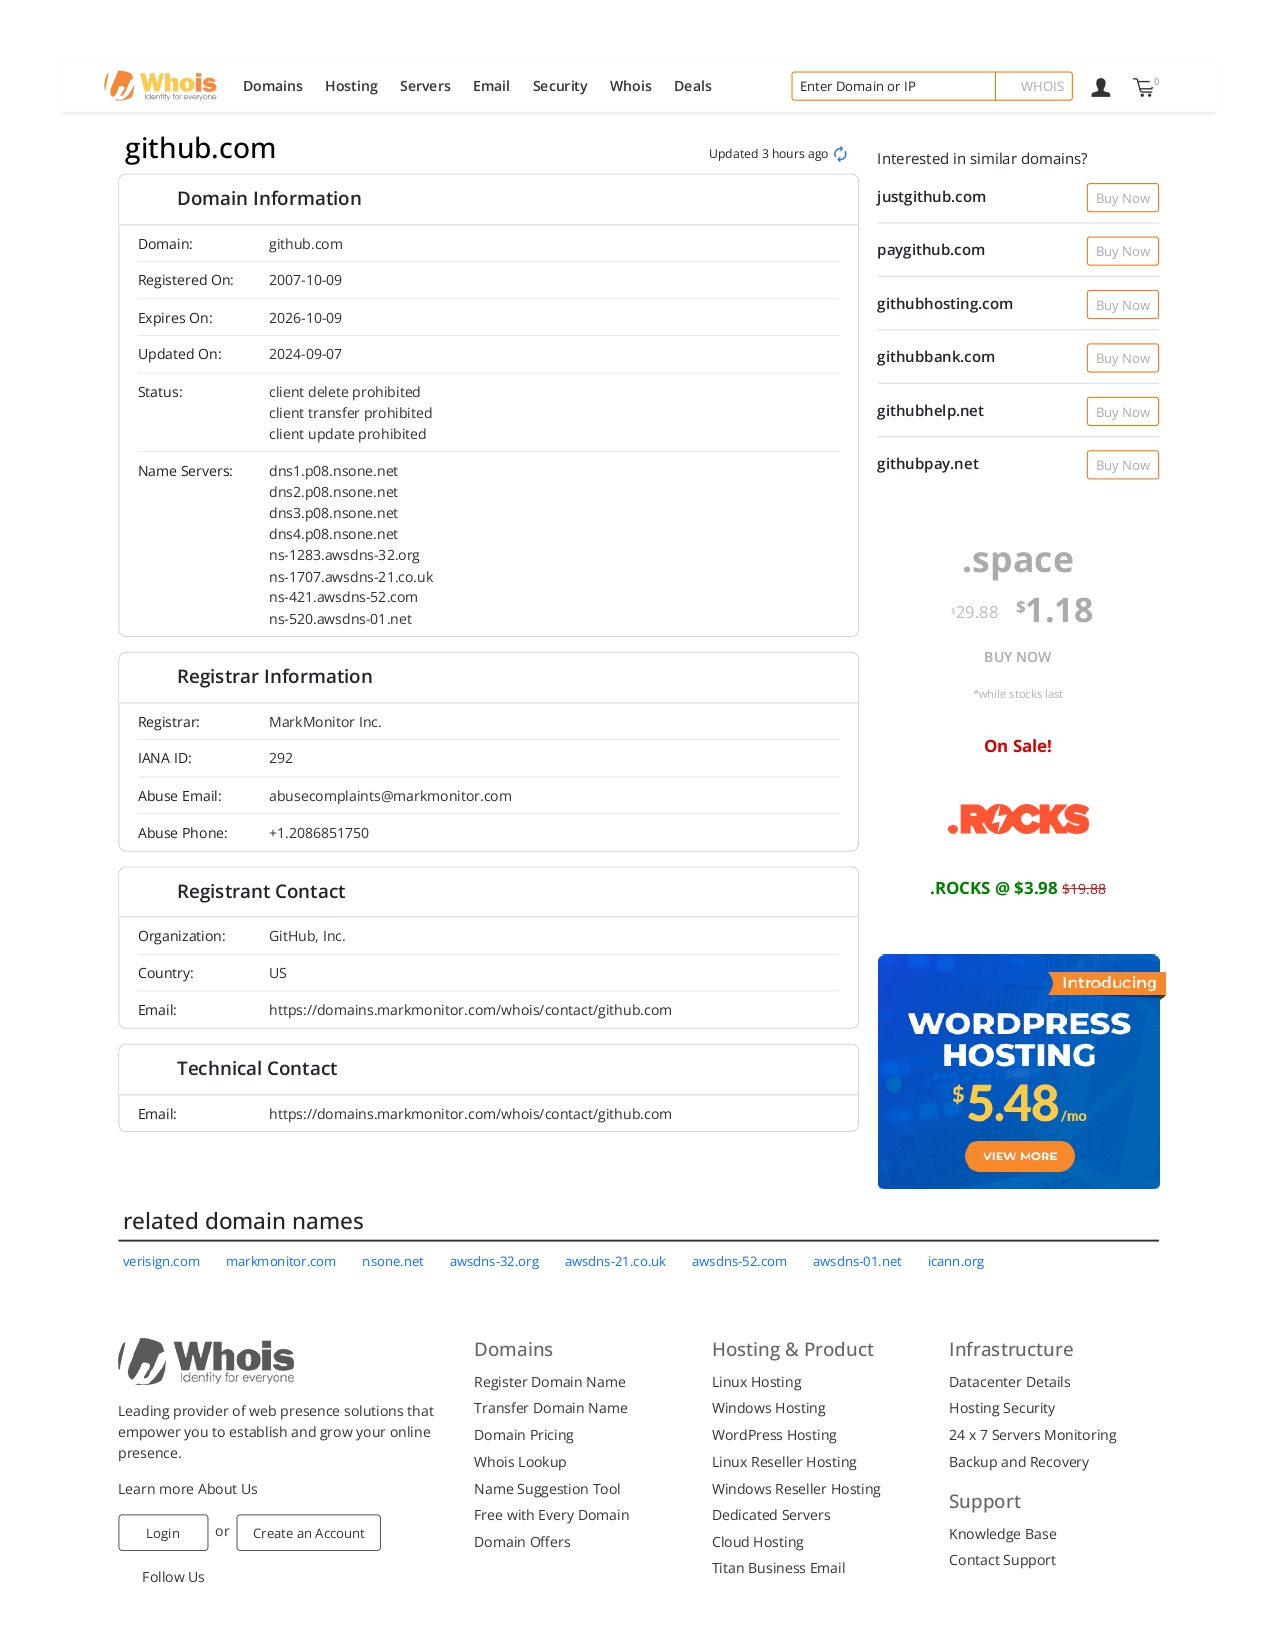 Whois
Identity for everyone
Domains Hosting Servers Email Security Whois Deals
Enter Domain or IP WHOIS
0
github.com
Updated 3 hours ago
Domain Information
Domain: github.com
Registered On: 2007-10-09
Expires On: 2026-10-09
Updated On: 2024-09-07
Status: client delete prohibited
client transfer prohibited
client update prohibited
Name Servers: dns1.p08.nsone.net
dns2.p08.nsone.net
dns3.p08.nsone.net
dns4.p08.nsone.net
ns-1283.awsdns-32.org
ns-1707.awsdns-21.co.uk
ns-421.awsdns-52.com
ns-520.awsdns-01.net
Registrar Information
Registrar: MarkMonitor Inc.
IANA ID: 292
Abuse Email: abusecomplaints@markmonitor.com
Abuse Phone: +1.2086851750
Registrant Contact
Organization: GitHub, Inc.
Country: US
Email: https://domains.markmonitor.com/whois/contact/github.com
Technical Contact
Email: https://domains.markmonitor.com/whois/contact/github.com
Interested in similar domains?
justgithub.com Buy Now
paygithub.com Buy Now
githubhosting.com Buy Now
githubbank.com Buy Now
githubhelp.net Buy Now
githubpay.net Buy Now
.space
$29.88 $1.18
BUY NOW
*while stocks last
On Sale!
.ROCKS
.ROCKS @ $3.98 $19.88
Introducing
WORDPRESS
HOSTING
$5.48/mo
VIEW MORE
related domain names
verisign.com markmonitor.com nsone.net awsdns-32.org awsdns-21.co.uk awsdns-52.com awsdns-01.net icann.org
Whois
Identity for everyone
Leading provider of web presence solutions that
empower you to establish and grow your online
presence.
Learn more About Us
Login or Create an Account
Follow Us
Domains
Register Domain Name
Transfer Domain Name
Domain Pricing
Whois Lookup
Name Suggestion Tool
Free with Every Domain
Domain Offers
Hosting & Product
Linux Hosting
Windows Hosting
WordPress Hosting
Linux Reseller Hosting
Windows Reseller Hosting
Dedicated Servers
Cloud Hosting
Titan Business Email
Infrastructure
Datacenter Details
Hosting Security
24 x 7 Servers Monitoring
Backup and Recovery
Support
Knowledge Base
Contact Support